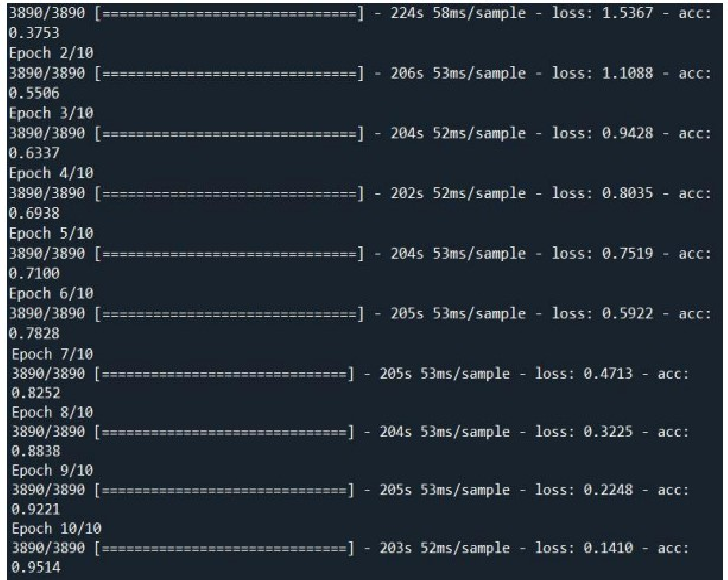 3890/3890 [==============================] - 224s 58ms/sample - loss: 1.5367 - acc:
0.3753
Epoch 2/10
3890/3890 [==============================] - 206s 53ms/sample - loss: 1.1088 - acc:
0.5506
Epoch 3/10
3890/3890 [==============================] - 204s 52ms/sample - loss: 0.9428 - acc:
0.6337
Epoch 4/10
3890/3890 [==============================] - 202s 52ms/sample - loss: 0.8035 - acc:
0.6938
Epoch 5/10
3890/3890 [==============================] - 204s 53ms/sample - loss: 0.7519 - acc:
0.7100
Epoch 6/10
3890/3890 [==============================] - 205s 53ms/sample - loss: 0.5922 - acc:
0.7828
Epoch 7/10
3890/3890 [==============================] - 205s 53ms/sample - loss: 0.4713 - acc:
0.8252
Epoch 8/10
3890/3890 [==============================] - 204s 53ms/sample - loss: 0.3225 - acc:
0.8838
Epoch 9/10
3890/3890 [==============================] - 205s 53ms/sample - loss: 0.2248 - acc:
0.9221
Epoch 10/10
3890/3890 [==============================] - 203s 52ms/sample - loss: 0.1410 - acc:
0.9514